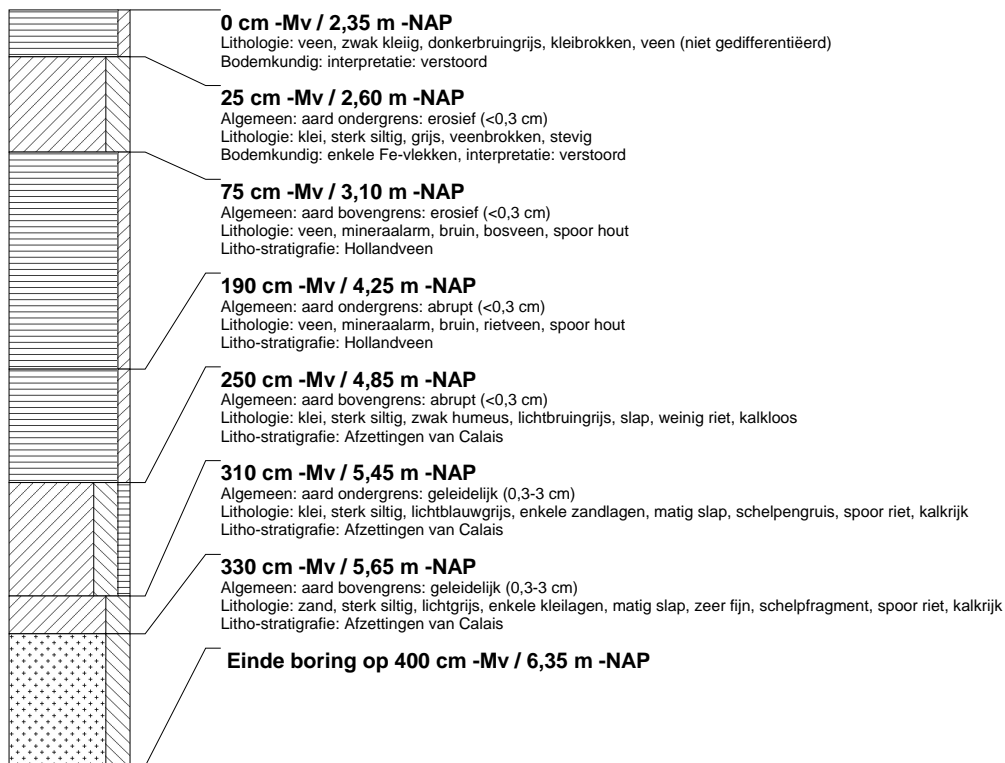 0 cm -Mv / 2,35 m -NAP
Lithologie: veen, zwak kleiig, donkerbruingrijs, kleibrokken, veen (niet gedifferentiëerd)
Bodemkundig: interpretatie: verstoord
25 cm -Mv / 2,60 m -NAP
Algemeen: aard ondergrens: erosief (<0,3 cm)
Lithologie: klei, sterk siltig, grijs, veenbrokken, stevig
Bodemkundig: enkele Fe-vlekken, interpretatie: verstoord
75 cm -Mv / 3,10 m -NAP
Algemeen: aard bovengrens: erosief (<0,3 cm)
Lithologie: veen, mineraalarm, bruin, bosveen, spoor hout
Litho-stratigrafie: Hollandveen
190 cm -Mv / 4,25 m -NAP
Algemeen: aard ondergrens: abrupt (<0,3 cm)
Lithologie: veen, mineraalarm, bruin, rietveen, spoor hout
Litho-stratigrafie: Hollandveen
250 cm -Mv / 4,85 m -NAP
Algemeen: aard bovengrens: abrupt (<0,3 cm)
Lithologie: klei, sterk siltig, zwak humeus, lichtbruingrijs, slap, weinig riet, kalkloos
Litho-stratigrafie: Afzettingen van Calais
310 cm -Mv / 5,45 m -NAP
Algemeen: aard ondergrens: geleidelijk (0,3-3 cm)
Lithologie: klei, sterk siltig, lichtblauwgrijs, enkele zandlagen, matig slap, schelpengruis, spoor riet, kalkrijk
Litho-stratigrafie: Afzettingen van Calais
330 cm -Mv / 5,65 m -NAP
Algemeen: aard bovengrens: geleidelijk (0,3-3 cm)
Lithologie: zand, sterk siltig, lichtgrijs, enkele kleilagen, matig slap, zeer fijn, schelpfragment, spoor riet, kalkrijk
Litho-stratigrafie: Afzettingen van Calais
Einde boring op 400 cm -Mv / 6,35 m -NAP